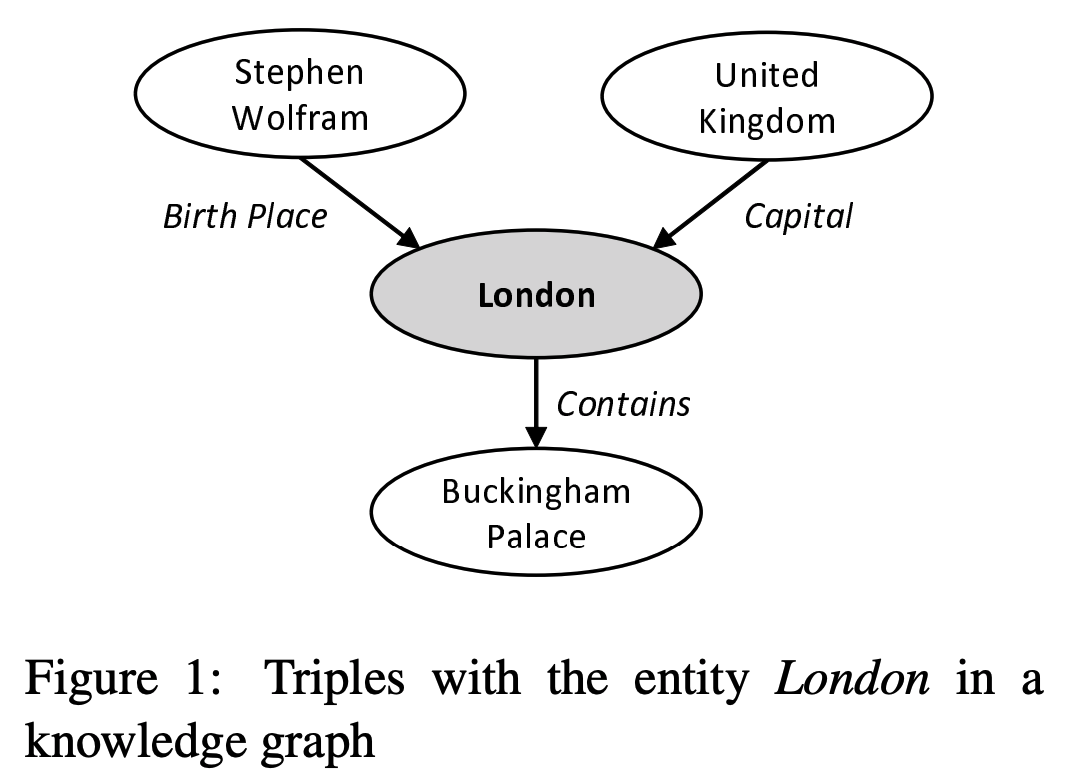 Stephen
Wolfram
United
Kingdom
Birth Place
Capital
London
Contains
Buckingham
Palace
Figure 1: Triples with the entity London in a
knowledge graph